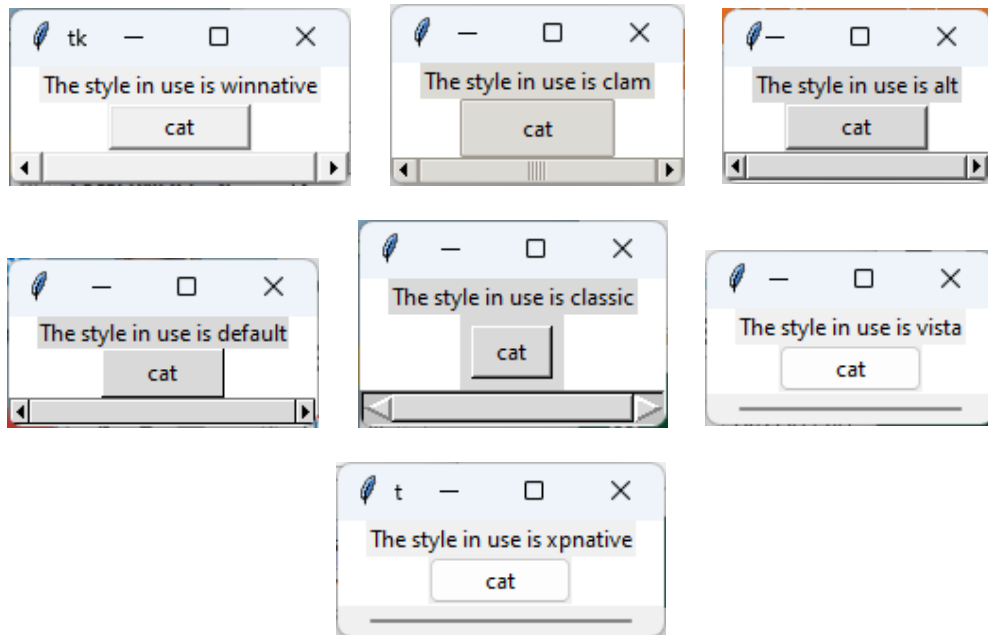 tk
The style in use is winnative
cat
The style in use is clam
cat
The style in use is alt
cat
The style in use is default
cat
The style in use is classic
cat
The style in use is vista
cat
t
The style in use is xpnative
cat